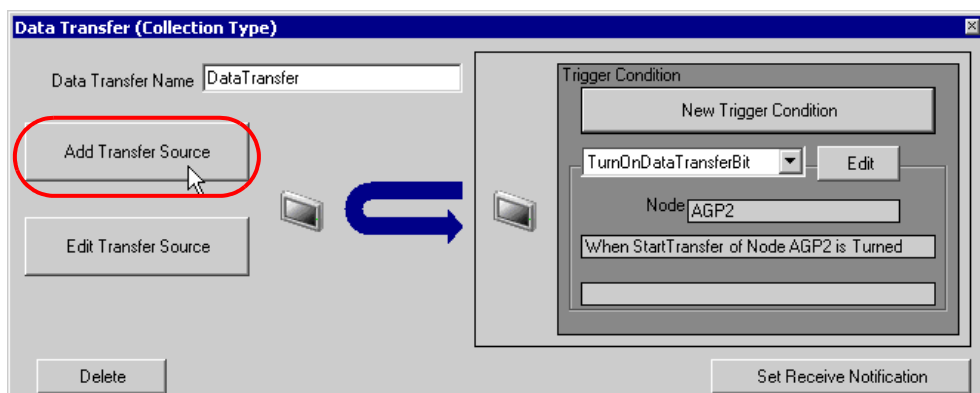 Data Transfer (Collection Type)
Data Transfer Name DataTransfer
Add Transfer Source
Edit Transfer Source
Delete
Trigger Condition
New Trigger Condition
TurnOnDataTransferBit Edit
Node AGP2
When StartTransfer of Node AGP2 is Turned
Set Receive Notification